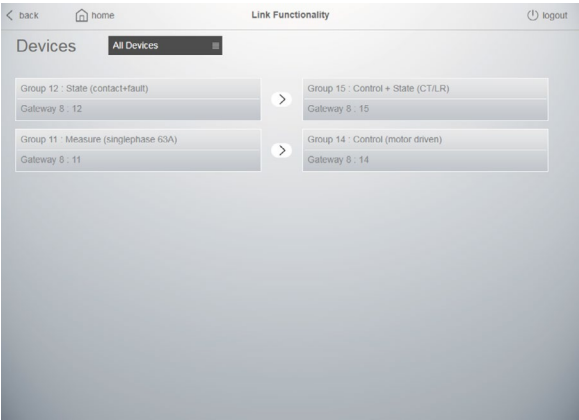 back home Link Functionality logout
Devices All Devices
Group 12 : State (contact+fault)
Gateway 8 : 12
Group 15 : Control + State (CT/LR)
Gateway 8 : 15
Group 11 : Measure (singlephase 63A)
Gateway 8 : 11
Group 14 : Control (motor driven)
Gateway 8 : 14